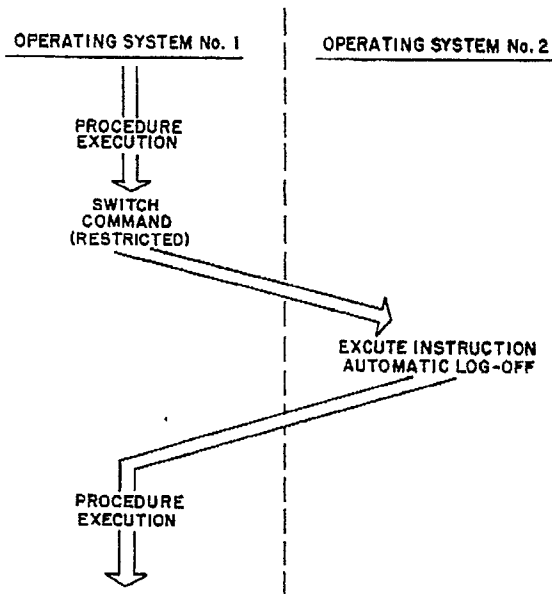 OPERATING SYSTEM No. 1
OPERATING SYSTEM No. 2
PROCEDURE
EXECUTION
SWITCH
COMMAND
(RESTRICTED)
EXCUTE INSTRUCTION
AUTOMATIC LOG-OFF
PROCEDURE
EXECUTION